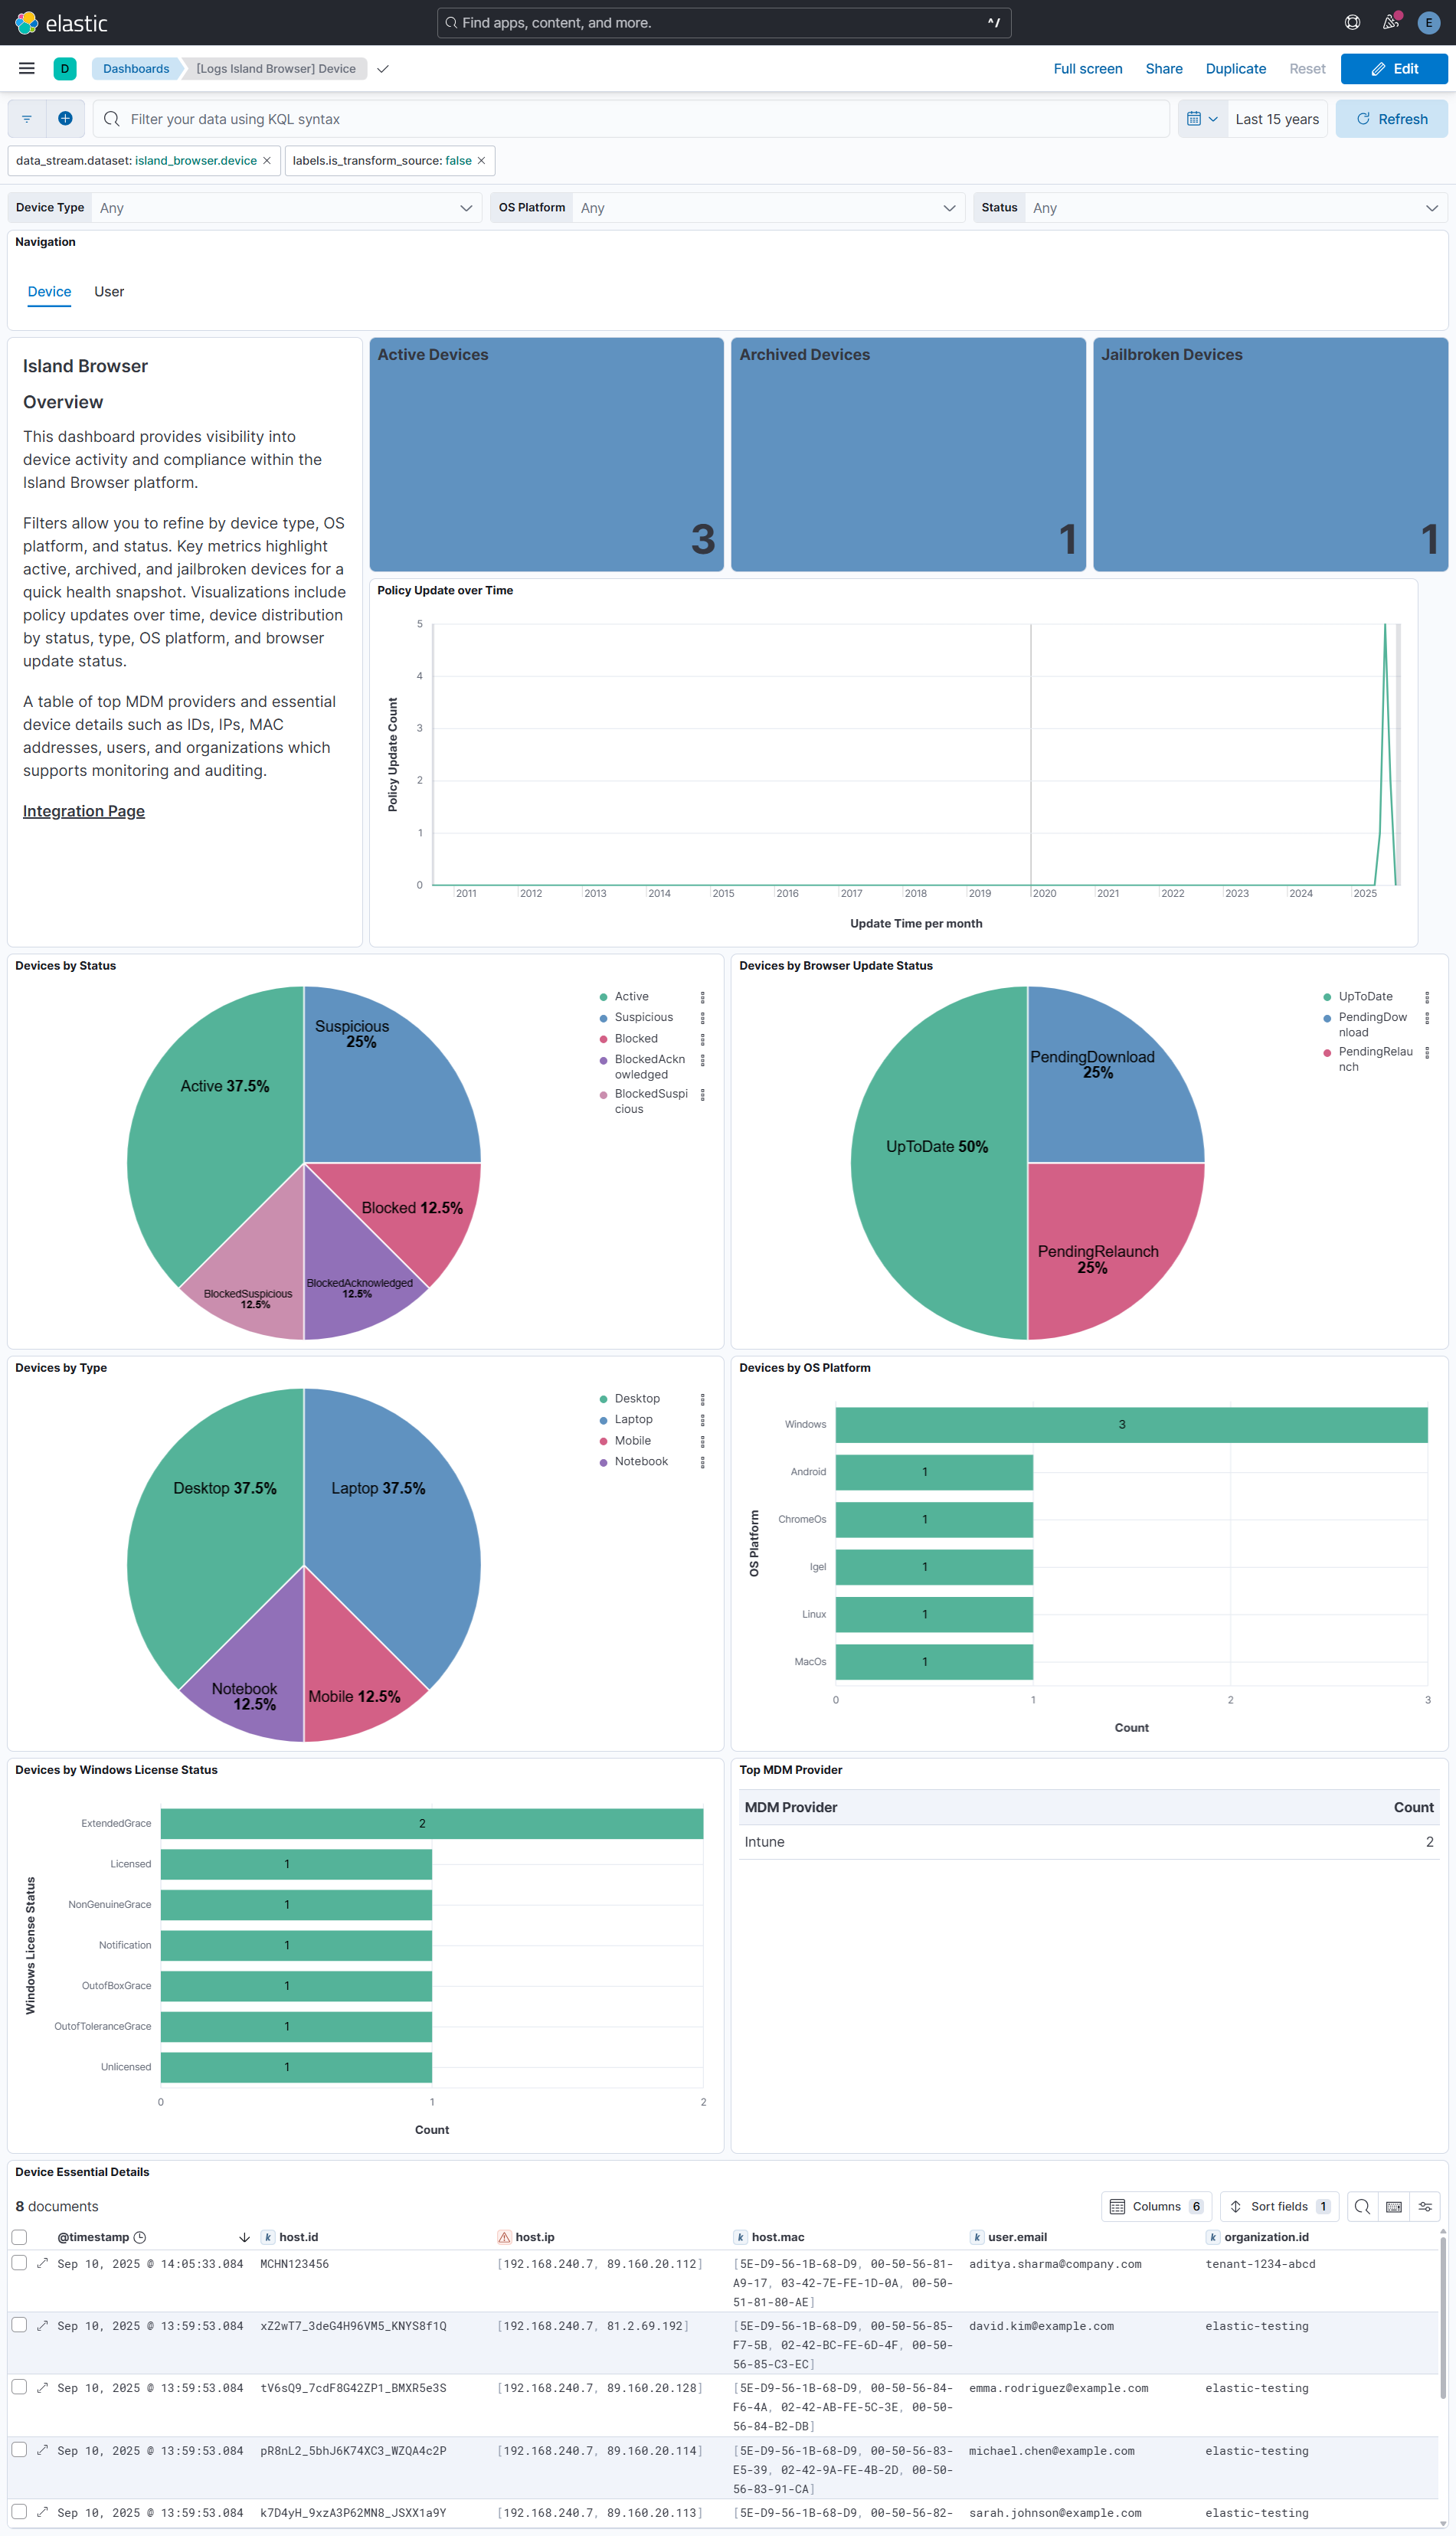 elastic
Find apps, content, and more.
^/
E
D
Dashboards
[Logs Island Browser] Device
Full screen
Share
Duplicate
Reset
Edit
Filter your data using KQL syntax
Last 15 years
Refresh
data_stream.dataset: island_browser.device ×
labels.is_transform_source: false ×
Device Type Any
OS Platform Any
Status Any
Navigation
Device User
Island Browser
Overview
This dashboard provides visibility into
device activity and compliance within the
Island Browser platform.
Filters allow you to refine by device type, OS
platform, and status. Key metrics highlight
active, archived, and jailbroken devices for a
quick health snapshot. Visualizations include
policy updates over time, device distribution
by status, type, OS platform, and browser
update status.
A table of top MDM providers and essential
device details such as IDs, IPs, MAC
addresses, users, and organizations which
supports monitoring and auditing.
Integration Page
Active Devices
3
Archived Devices
1
Jailbroken Devices
1
Policy Update over Time
Policy Update Count
5
4
3
2
1
0
2011 2012 2013 2014 2015 2016 2017 2018 2019 2020 2021 2022 2023 2024 2025
Update Time per month
Devices by Status
Suspicious
25%
Active 37.5%
Blocked 12.5%
BlockedAcknowledged
12.5%
BlockedSuspicious
12.5%
Active
Suspicious
Blocked
BlockedAckn
owledged
BlockedSuspi
cious
Devices by Browser Update Status
PendingDownload
25%
UpToDate 50%
PendingRelaunch
25%
UpToDate
PendingDow
nload
PendingRelau
nch
Devices by Type
Desktop 37.5%
Laptop 37.5%
Notebook
12.5%
Mobile 12.5%
Desktop
Laptop
Mobile
Notebook
Devices by OS Platform
OS Platform
Windows 3
Android 1
ChromeOs 1
Igel 1
Linux 1
MacOs 1
0 1 2 3
Count
Devices by Windows License Status
Windows License Status
ExtendedGrace 2
Licensed 1
NonGenuineGrace 1
Notification 1
OutofBoxGrace 1
OutofToleranceGrace 1
Unlicensed 1
0 1 2
Count
Top MDM Provider
MDM Provider Count
Intune 2
Device Essential Details
8 documents
Columns 6
Sort fields 1
@timestamp k host.id host.ip k host.mac k user.email k organization.id
Sep 10, 2025 @ 14:05:33.084 MCHN123456 [192.168.240.7, 89.160.20.112] [5E-D9-56-1B-68-D9, 00-50-56-81- aditya.sharma@company.com tenant-1234-abcd
A9-17, 03-42-7E-FE-1D-0A, 00-50-
51-81-80-AE]
Sep 10, 2025 @ 13:59:53.084 xZ2wT7_3deG4H96VM5_KNYS8f1Q [192.168.240.7, 81.2.69.192] [5E-D9-56-1B-68-D9, 00-50-56-85- david.kim@example.com elastic-testing
F7-5B, 02-42-BC-FE-6D-4F, 00-50-
56-85-C3-EC]
Sep 10, 2025 @ 13:59:53.084 tV6sQ9_7cdF8G42ZP1_BMXR5e3S [192.168.240.7, 89.160.20.128] [5E-D9-56-1B-68-D9, 00-50-56-84- emma.rodriguez@example.com elastic-testing
F6-4A, 02-42-AB-FE-5C-3E, 00-50-
56-84-B2-DB]
Sep 10, 2025 @ 13:59:53.084 pR8nL2_5bhJ6K74XC3_WZQA4c2P [192.168.240.7, 89.160.20.114] [5E-D9-56-1B-68-D9, 00-50-56-83- michael.chen@example.com elastic-testing
E5-39, 02-42-9A-FE-4B-2D, 00-50-
56-83-91-CA]
Sep 10, 2025 @ 13:59:53.084 k7D4yH_9xzA3P62MN8_JSXX1a9Y [192.168.240.7, 89.160.20.113] [5E-D9-56-1B-68-D9, 00-50-56-82- sarah.johnson@example.com elastic-testing